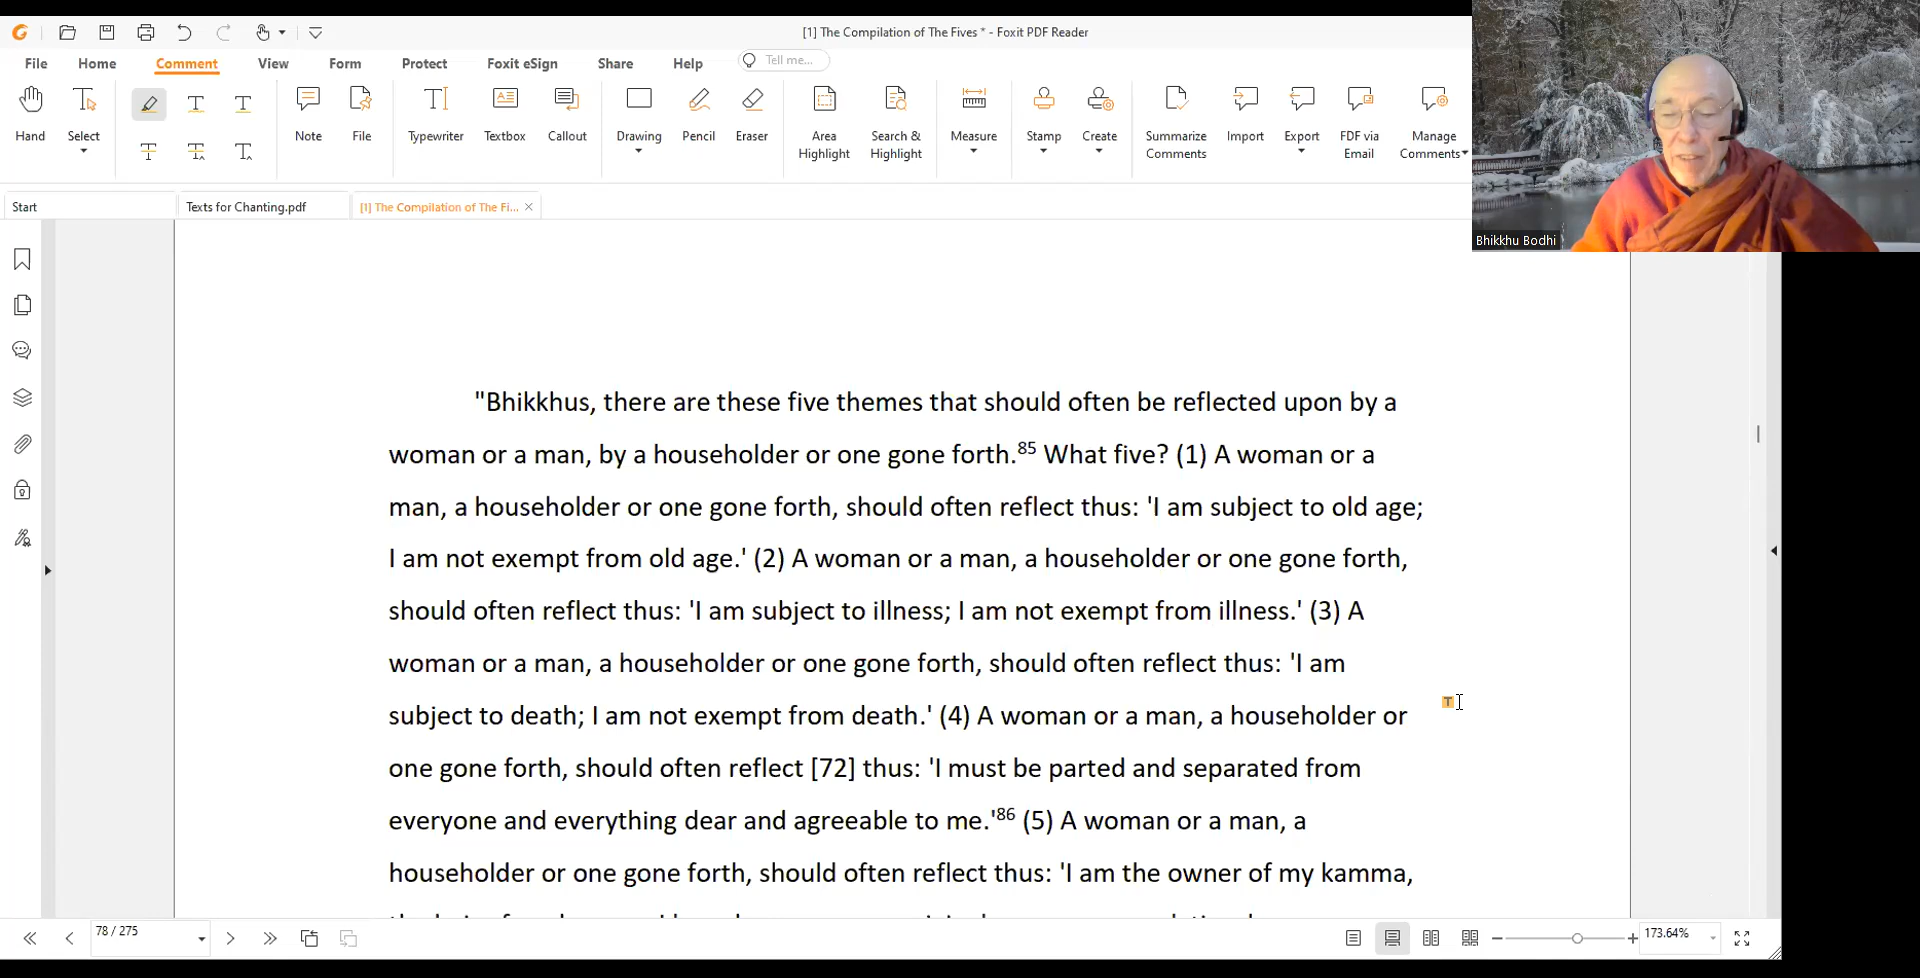 [1] The Compilation of The Fives * - Foxit PDF Reader
File Home Comment View Form Protect Foxit eSign Share Help Tell me...
Hand Select Note File Typewriter Textbox Callout Drawing Pencil Eraser Area Highlight Search & Highlight Measure Stamp Create Summarize Comments Import Export FDF via Email Manage Comments
Bhikkhu Bodhi
Start Texts for Chanting.pdf [1] The Compilation of The Fi...
"Bhikkhus, there are these five themes that should often be reflected upon by a
woman or a man, by a householder or one gone forth.85 What five? (1) A woman or a
man, a householder or one gone forth, should often reflect thus: 'I am subject to old age;
I am not exempt from old age.' (2) A woman or a man, a householder or one gone forth,
should often reflect thus: 'I am subject to illness; I am not exempt from illness.' (3) A
woman or a man, a householder or one gone forth, should often reflect thus: 'I am
subject to death; I am not exempt from death.' (4) A woman or a man, a householder or
one gone forth, should often reflect [72] thus: 'I must be parted and separated from
everyone and everything dear and agreeable to me.'86 (5) A woman or a man, a
householder or one gone forth, should often reflect thus: 'I am the owner of my kamma,
78 / 275
173.64%